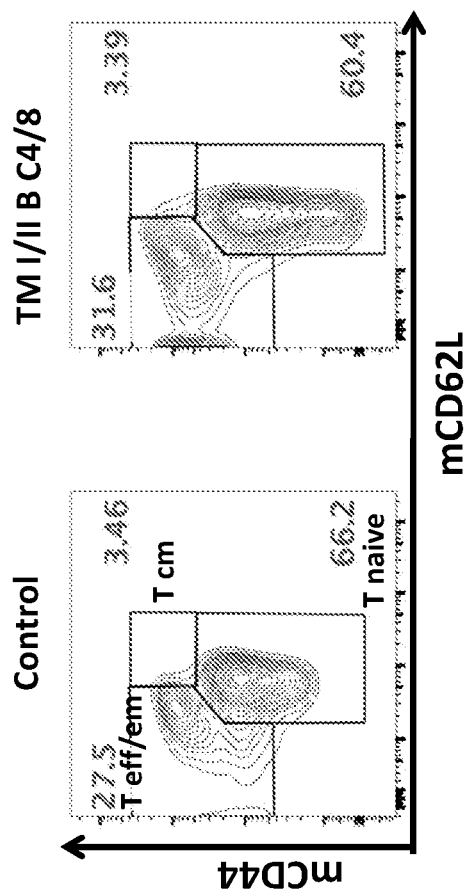 Control
TM I/II B C4/8
27.5
T eff/em
3.46
T cm
66.2
T naive
31.6
3.39
60.4
mCD44
mCD62L